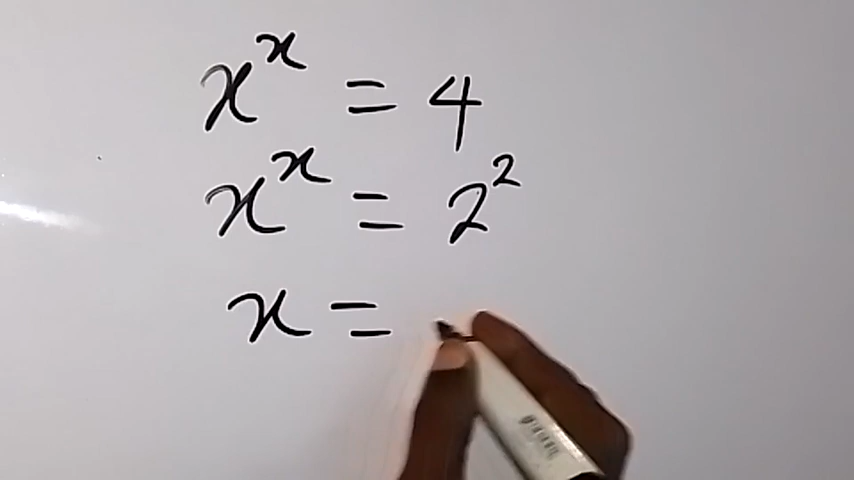 x^x = 4
x^x = 2^2
x =